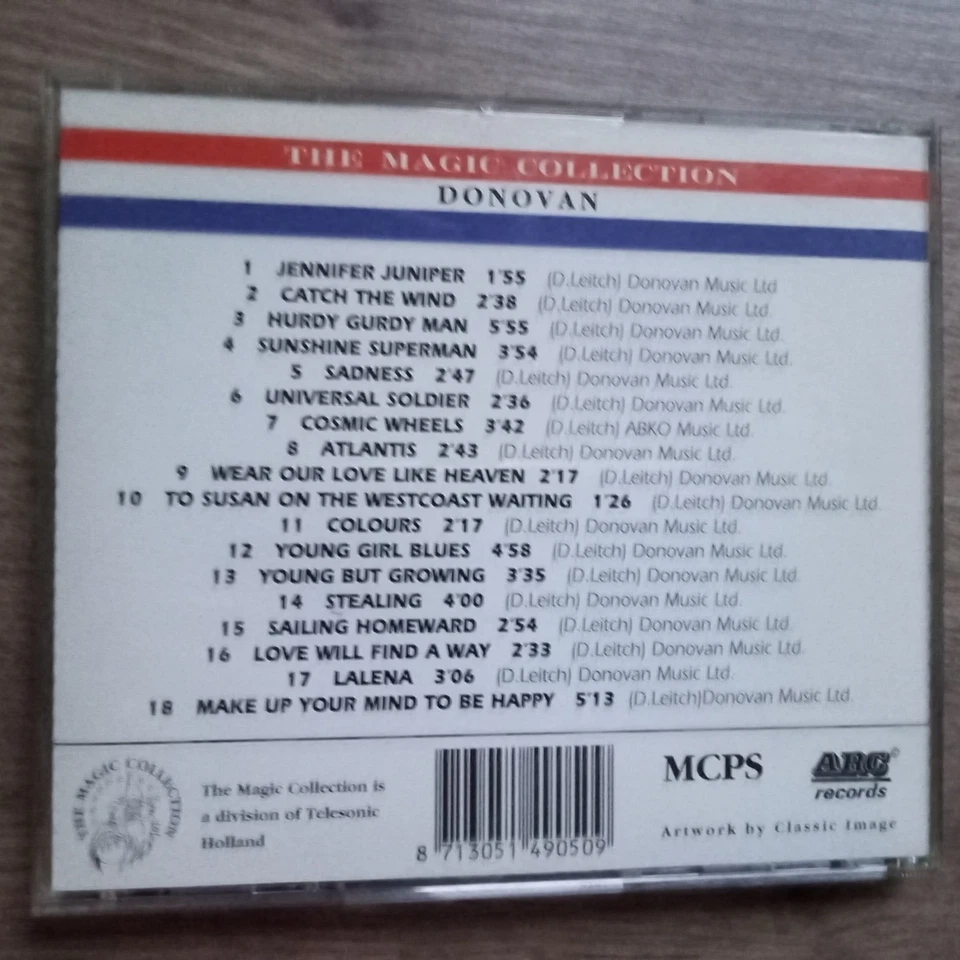 THE MAGIC COLLECTION
DONOVAN
1 JENNIFER JUNIPER 1'55 (D.Leitch) Donovan Music Ltd
2 CATCH THE WIND 2'38 (D.Leitch) Donovan Music Ltd.
3 HURDY GURDY MAN 5'55 (D.Leitch) Donovan Music Ltd.
4 SUNSHINE SUPERMAN 3'54 (D.Leitch) Donovan Music Ltd.
5 SADNESS 2'47 (D.Leitch) Donovan Music Ltd.
6 UNIVERSAL SOLDIER 2'36 (D.Leitch) Donovan Music Ltd.
7 COSMIC WHEELS 3'42 (D.Leitch) ABKO Music Ltd.
8 ATLANTIS 2'43 (D.Leitch) Donovan Music Ltd.
9 WEAR OUR LOVE LIKE HEAVEN 2'17 (D.Leitch) Donovan Music Ltd.
10 TO SUSAN ON THE WESTCOAST WAITING 1'26 (D.Leitch) Donovan Music Ltd.
11 COLOURS 2'17 (D.Leitch) Donovan Music Ltd.
12 YOUNG GIRL BLUES 4'58 (D.Leitch) Donovan Music Ltd.
13 YOUNG BUT GROWING 3'35 (D.Leitch) Donovan Music Ltd.
14 STEALING 4'00 (D.Leitch) Donovan Music Ltd.
15 SAILING HOMEWARD 2'54 (D.Leitch) Donovan Music Ltd.
16 LOVE WILL FIND A WAY 2'33 (D.Leitch) Donovan Music Ltd.
17 LALENA 3'06 (D.Leitch) Donovan Music Ltd.
18 MAKE UP YOUR MIND TO BE HAPPY 5'13 (D.Leitch)Donovan Music Ltd.
THE MAGIC COLLECTION
The Magic Collection is
a division of Telesonic
Holland
8 713051 490509
MCPS
ARC
records
Artwork by Classic Image